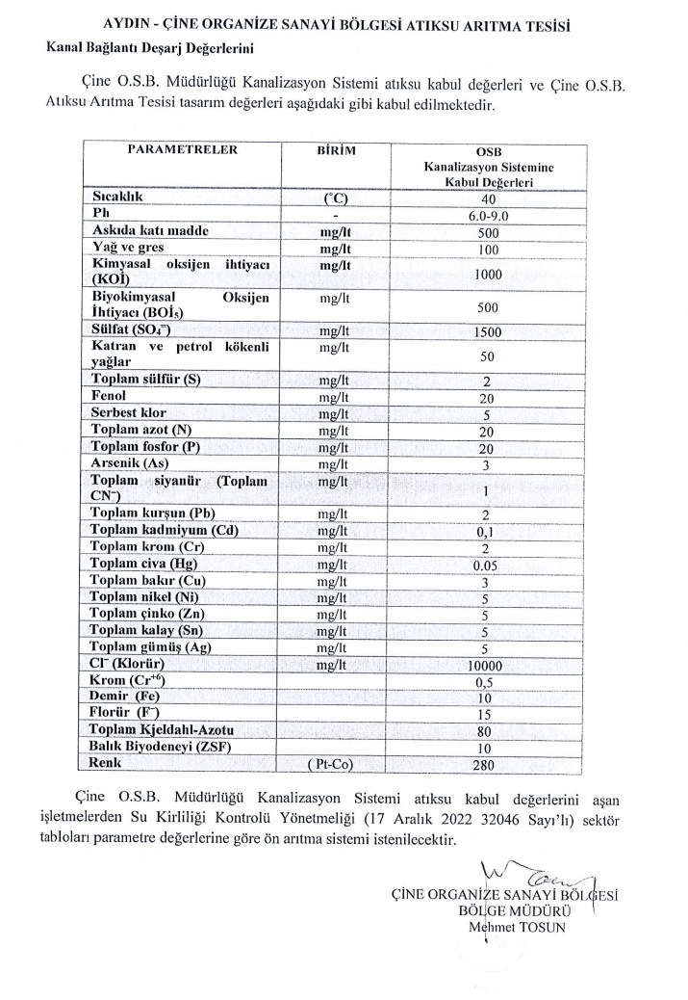 AYDIN - ÇİNE ORGANİZE SANAYİ BÖLGESİ ATIKSU ARITMA TESİSİ
Kanal Bağlantı Deşarj Değerlerini
Çine O.S.B. Müdürlüğü Kanalizasyon Sistemi atıksu kabul değerleri ve Çine O.S.B.
Atıksu Arıtma Tesisi tasarım değerleri aşağıdaki gibi kabul edilmektedir.
PARAMETRELER BİRİM OSB
Kanalizasyon Sistemine
Kabul Değerleri
Sıcaklık (°C) 40
Ph - 6.0-9.0
Askıda katı madde mg/lt 500
Yağ ve gres mg/lt 100
Kimyasal oksijen ihtiyacı mg/lt
(KOİ) 1000
Biyokimyasal Oksijen mg/lt
İhtiyacı (BOİ₅) 500
Sülfat (SO₄⁼) mg/lt 1500
Katran ve petrol kökenli mg/lt
yağlar 50
Toplam sülfür (S) mg/lt 2
Fenol mg/lt 20
Serbest klor mg/lt 5
Toplam azot (N) mg/lt 20
Toplam fosfor (P) mg/lt 20
Arsenik (As) mg/lt 3
Toplam siyanür (Toplam mg/lt
CN⁻) 1
Toplam kurşun (Pb) mg/lt 2
Toplam kadmiyum (Cd) mg/lt 0,1
Toplam krom (Cr) mg/lt 2
Toplam civa (Hg) mg/lt 0.05
Toplam bakır (Cu) mg/lt 3
Toplam nikel (Ni) mg/lt 5
Toplam çinko (Zn) mg/lt 5
Toplam kalay (Sn) mg/lt 5
Toplam gümüş (Ag) mg/lt 5
Cl⁻ (Klorür) mg/lt 10000
Krom (Cr⁺⁶) 0,5
Demir (Fe) 10
Florür (F⁻) 15
Toplam Kjeldahl-Azotu 80
Balık Biyodeneyi (ZSF) 10
Renk ( Pt-Co) 280
Çine O.S.B. Müdürlüğü Kanalizasyon Sistemi atıksu kabul değerlerini aşan
işletmelerden Su Kirliliği Kontrolü Yönetmeliği (17 Aralık 2022 32046 Sayı'lı) sektör
tabloları parametre değerlerine göre ön arıtma sistemi istenilecektir.
ÇİNE ORGANİZE SANAYİ BÖLGESİ
BÖLGE MÜDÜRÜ
Mehmet TOSUN